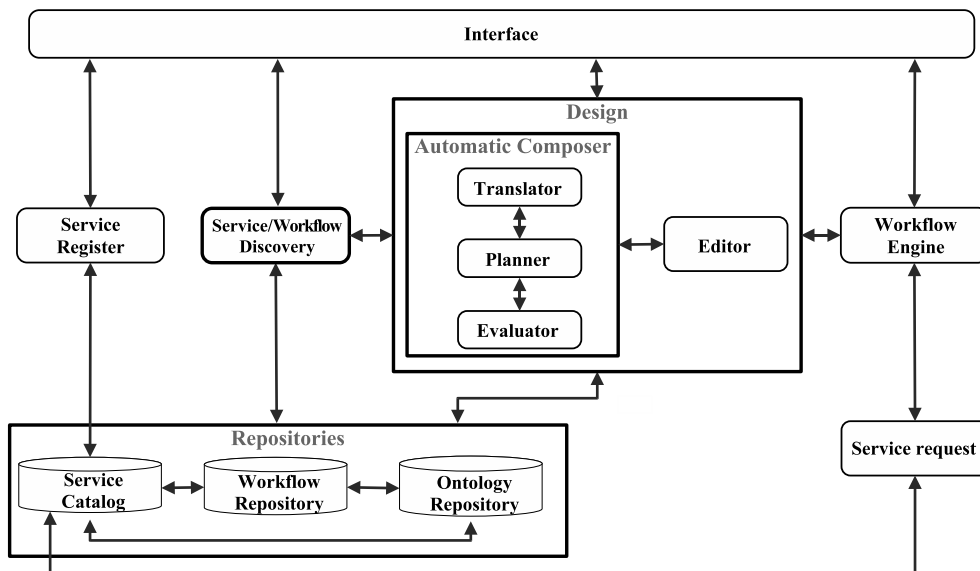 Interface
Design
Automatic Composer
Translator
Service
Register
Service/Workflow
Discovery
Planner
Editor
Workflow
Engine
Evaluator
Repositories
Service
Catalog
Workflow
Repository
Ontology
Repository
Service request